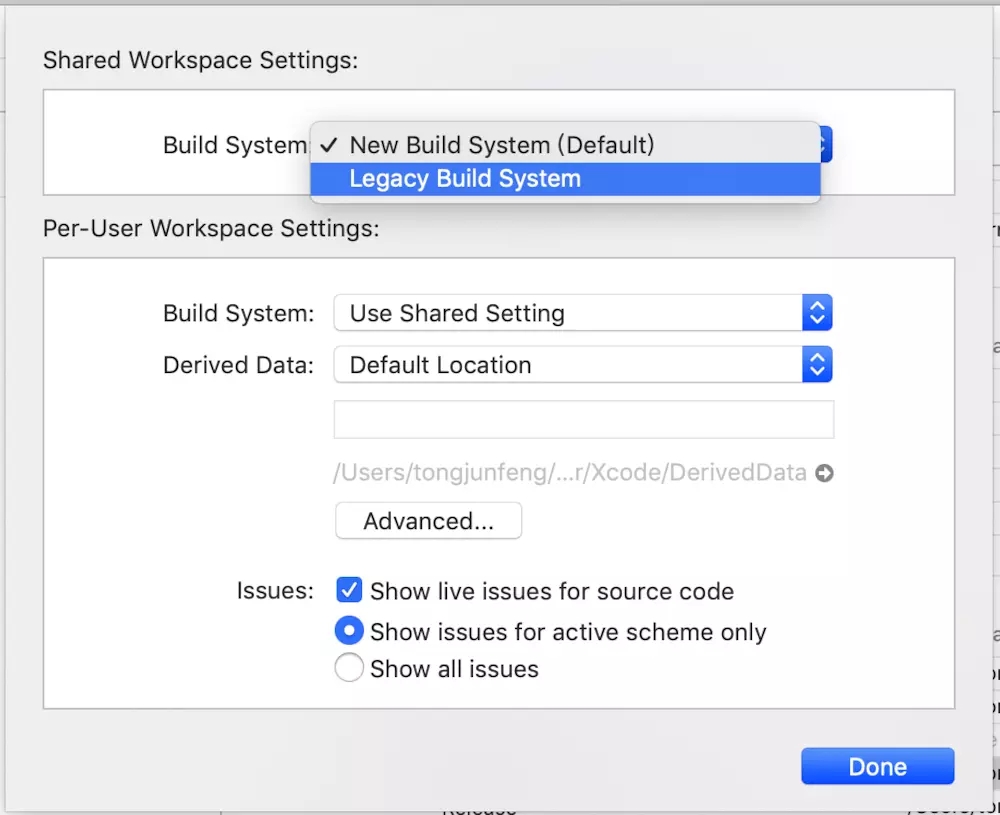 Shared Workspace Settings:
Build System:
✓ New Build System (Default)
Legacy Build System
Per-User Workspace Settings:
Build System: Use Shared Setting
Derived Data: Default Location
/Users/tongjunfeng/...r/Xcode/DerivedData
Advanced...
Issues: Show live issues for source code
Show issues for active scheme only
Show all issues
Done
Release